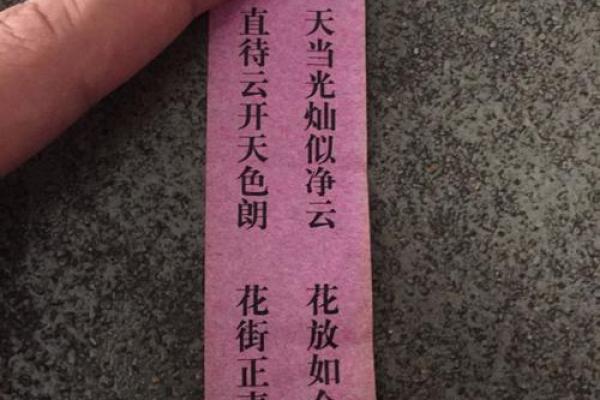 天当光灿似净云 花放如
直待云开天色朗 花街正